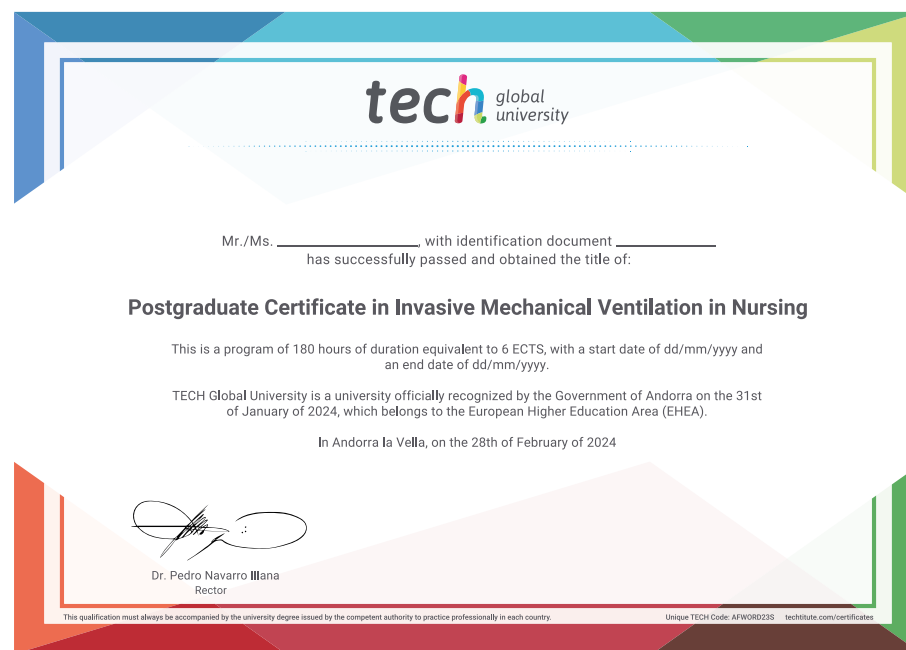 tech global university
Mr./Ms. ____________, with identification document ____________
has successfully passed and obtained the title of:
Postgraduate Certificate in Invasive Mechanical Ventilation in Nursing
This is a program of 180 hours of duration equivalent to 6 ECTS, with a start date of dd/mm/yyyy and
an end date of dd/mm/yyyy.
TECH Global University is a university officially recognized by the Government of Andorra on the 31st
of January of 2024, which belongs to the European Higher Education Area (EHEA).
In Andorra la Vella, on the 28th of February of 2024
Dr. Pedro Navarro Illana
Rector
This qualification must always be accompanied by the university degree issued by the competent authority to practice professionally in each country.
Unique TECH Code: AFWORD23S techtitute.com/certificates